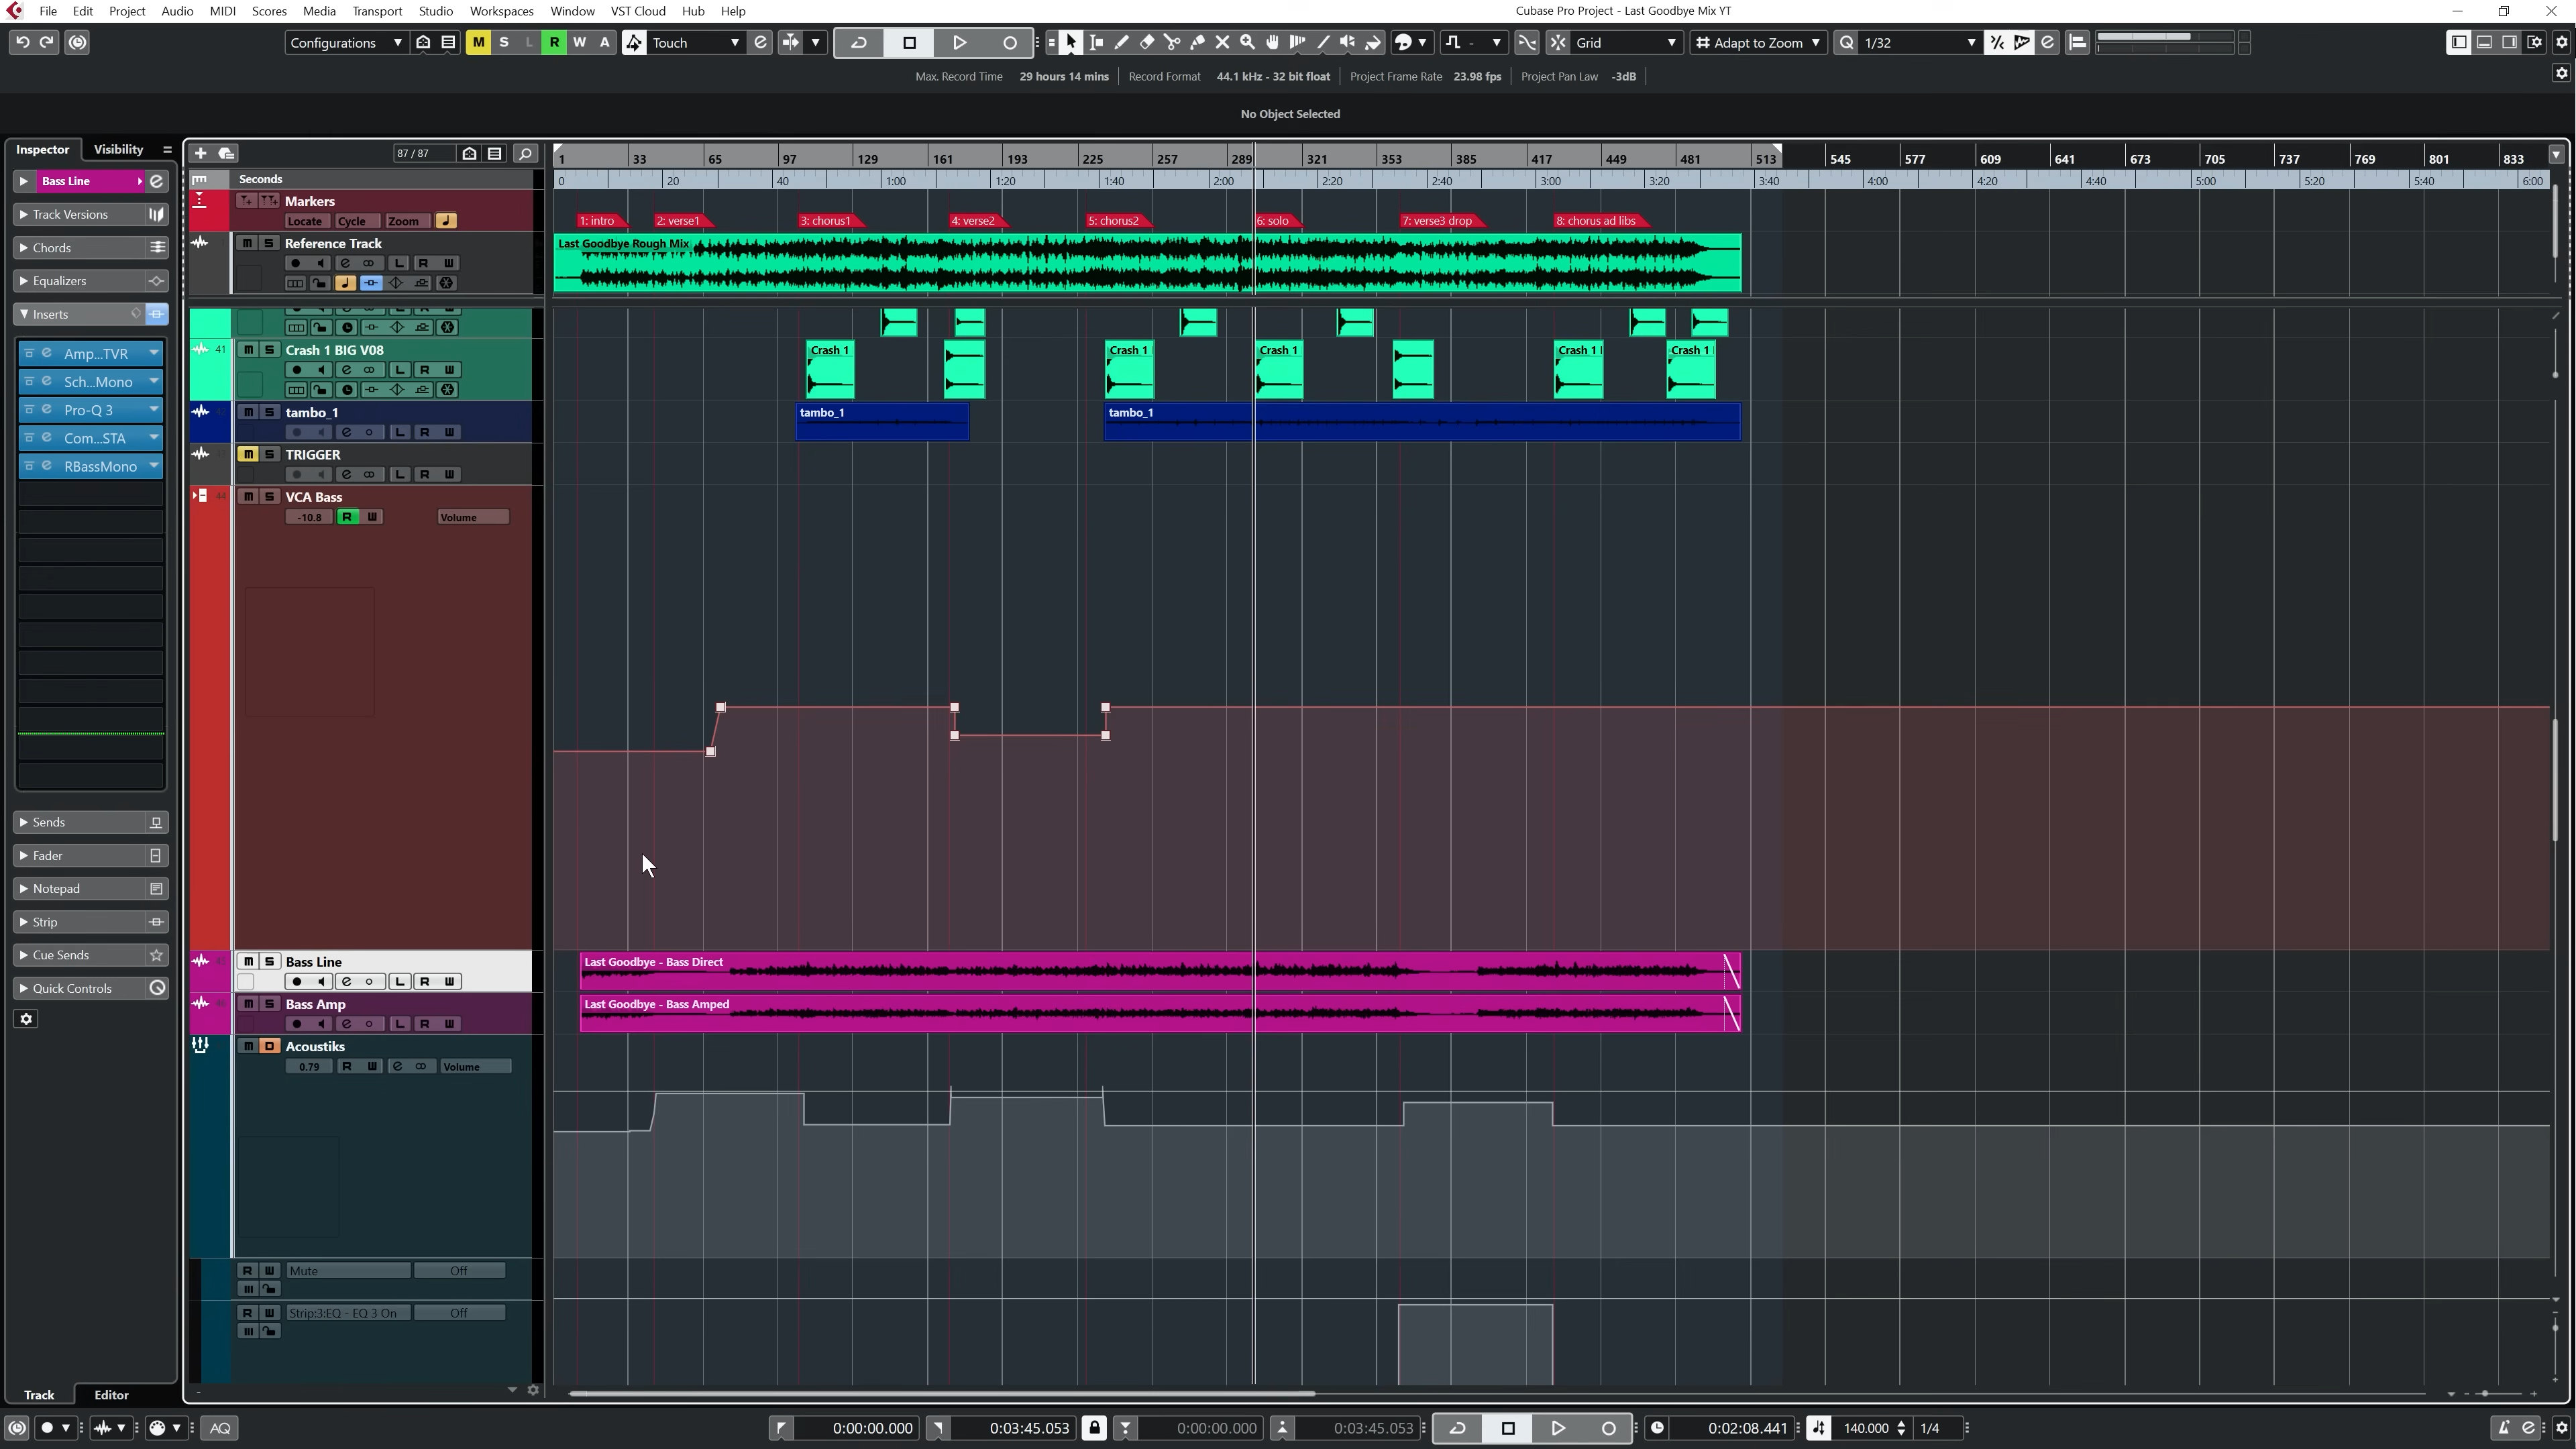 File Edit Project Audio MIDI Scores Media Transport Studio Workspaces Window VST Cloud Hub Help
Cubase Pro Project - Last Goodbye Mix YT
Configurations M S L R W A Touch Grid Adapt to Zoom Q 1/32
Max. Record Time 29 hours 14 mins Record Format 44.1 kHz - 32 bit float Project Frame Rate 23.98 fps Project Pan Law -3dB
No Object Selected
Inspector Visibility
87 / 87
1 33 65 97 129 161 193 225 257 289 321 353 385 417 449 481 513 545 577 609 641 673 705 737 769 801 833
Bass Line
Seconds
0 20 40 1:00 1:20 1:40 2:00 2:20 2:40 3:00 3:20 3:40 4:00 4:20 4:40 5:00 5:20 5:40 6:00
Markers
Locate Cycle Zoom
1: intro 2: verse1 3: chorus1 4: verse2 5: chorus2 6: solo 7: verse3 drop 8: chorus ad libs
Track Versions
Chords
Equalizers
Inserts
M S Reference Track
L R W
Last Goodbye Rough Mix
Amp...TVR
Sch...Mono
Pro-Q 3
Com...STA
RBassMono
41 M S Crash 1 BIG V08
L R W
Crash 1 Crash 1 Crash 1 Crash 1 Crash 1
M S tambo_1
L R W
tambo_1 tambo_1
M S TRIGGER
L R W
44 M S VCA Bass
-10.8 R W Volume
Sends
Fader
Notepad
Strip
Cue Sends
Quick Controls
M S Bass Line
L R W
Last Goodbye - Bass Direct
M S Bass Amp
L R W
Last Goodbye - Bass Amped
M D Acoustiks
0.79 R W Volume
R W Mute Off
R W Strip:3:EQ - EQ 3 On Off
Track Editor
AQ 0:00:00.000 0:03:45.053 0:00:00.000 0:03:45.053 0:02:08.441 140.000 1/4